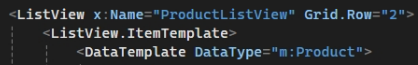 <ListView x:Name="ProductListView" Grid.Row="2">
<ListView.ItemTemplate>
<DataTemplate DataType="m:Product">